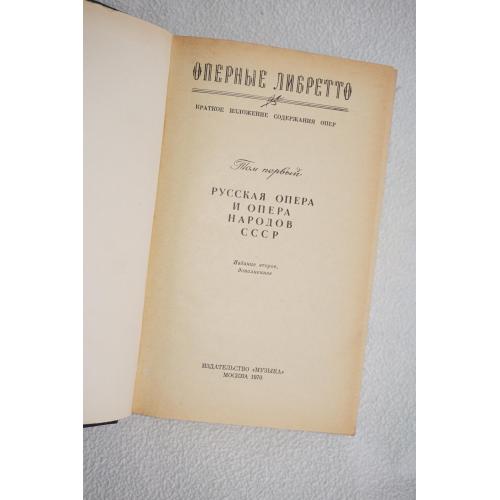 ОПЕРНЫЕ ЛИБРЕТТО
КРАТКОЕ ИЗЛОЖЕНИЕ СОДЕРЖАНИЯ ОПЕР
Том первый
РУССКАЯ ОПЕРА
И ОПЕРА
НАРОДОВ
СССР
Издание второе,
дополненное
ИЗДАТЕЛЬСТВО «МУЗЫКА»
МОСКВА 1970